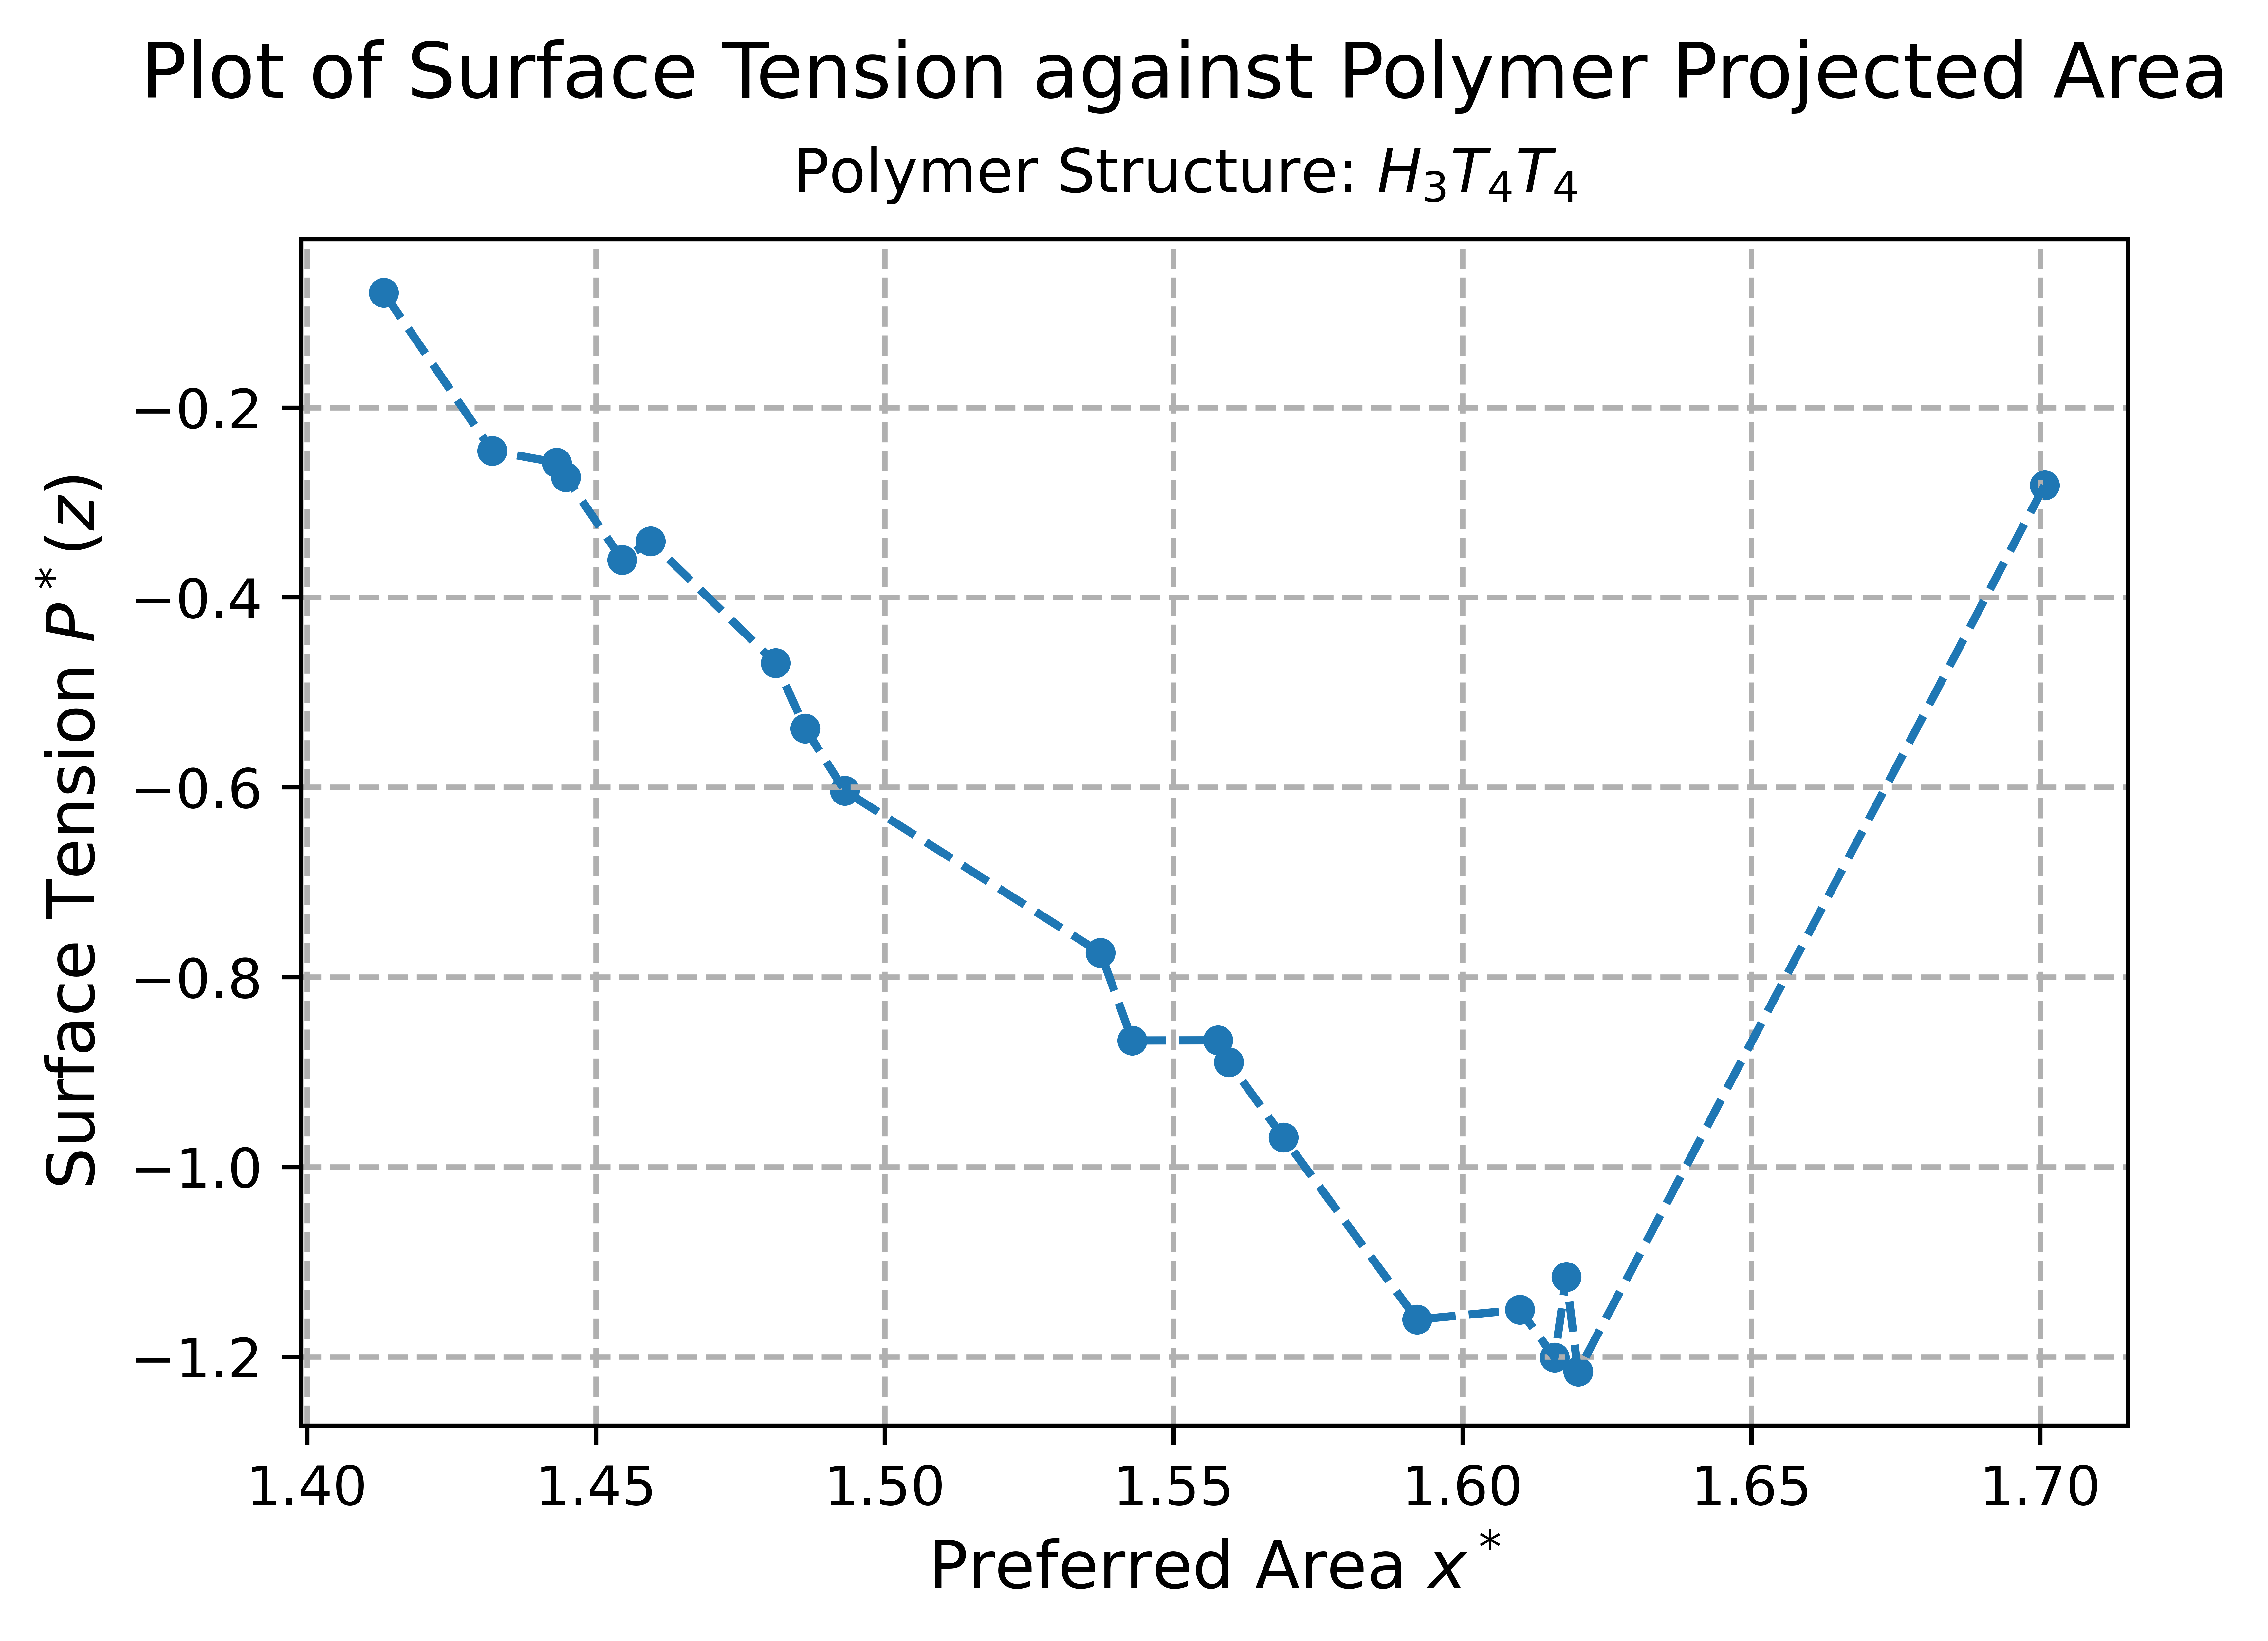 Plot of Surface Tension against Polymer Projected Area
Polymer Structure: H₃T₄T₄
Surface Tension P*(z)
−0.2
−0.4
−0.6
−0.8
−1.0
−1.2
1.40 1.45 1.50 1.55 1.60 1.65 1.70
Preferred Area x*